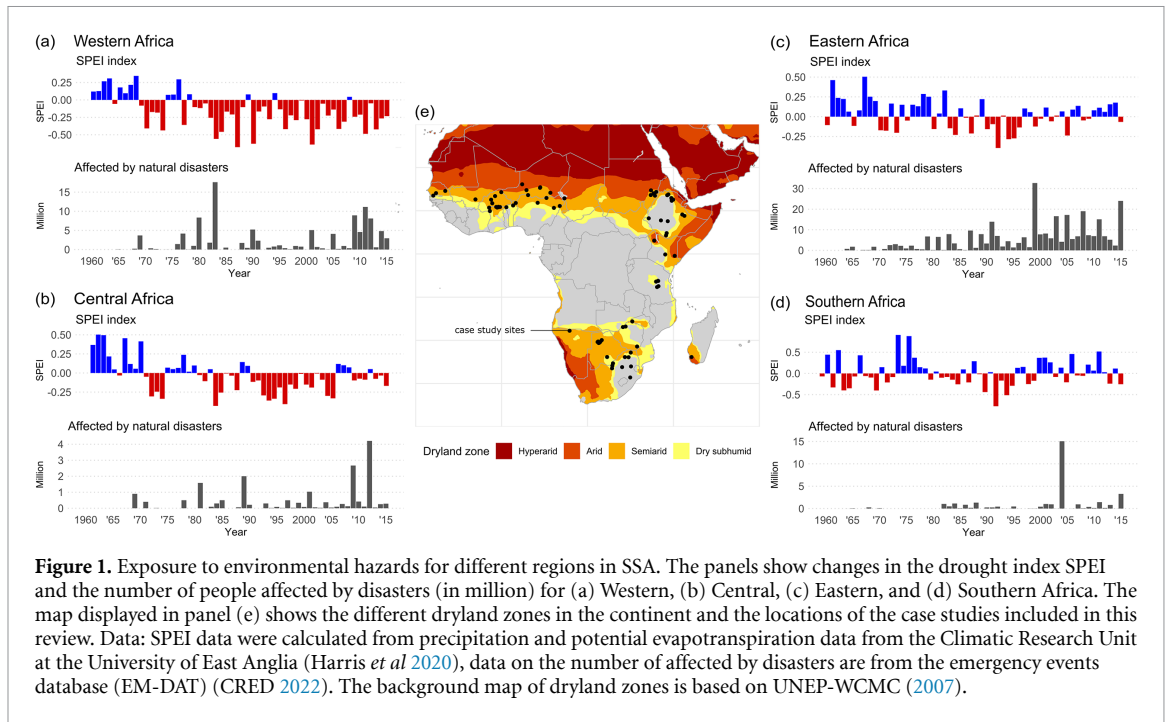 (a) Western Africa
SPEI index
0.25
0.00
-0.25
-0.50
SPEI
Affected by natural disasters
15
10
5
0
Million
1960 '65 '70 '75 '80 '85 '90 '95 2000 '05 '10 '15
Year
(b) Central Africa
SPEI index
0.50
0.25
0.00
-0.25
SPEI
Affected by natural disasters
4
3
2
1
0
Million
1960 '65 '70 '75 '80 '85 '90 '95 2000 '05 '10 '15
Year
(e)
case study sites
Dryland zone Hyperarid Arid Semiarid Dry subhumid
(c) Eastern Africa
SPEI index
0.50
0.25
0.00
-0.25
SPEI
Affected by natural disasters
30
20
10
0
Million
1960 '65 '70 '75 '80 '85 '90 '95 2000 '05 '10 '15
Year
(d) Southern Africa
SPEI index
0.5
0.0
-0.5
SPEI
Affected by natural disasters
15
10
5
0
Million
1960 '65 '70 '75 '80 '85 '90 '95 2000 '05 '10 '15
Year
Figure 1. Exposure to environmental hazards for different regions in SSA. The panels show changes in the drought index SPEI
and the number of people affected by disasters (in million) for (a) Western, (b) Central, (c) Eastern, and (d) Southern Africa. The
map displayed in panel (e) shows the different dryland zones in the continent and the locations of the case studies included in this
review. Data: SPEI data were calculated from precipitation and potential evapotranspiration data from the Climatic Research Unit
at the University of East Anglia (Harris et al 2020), data on the number of affected by disasters are from the emergency events
database (EM-DAT) (CRED 2022). The background map of dryland zones is based on UNEP-WCMC (2007).